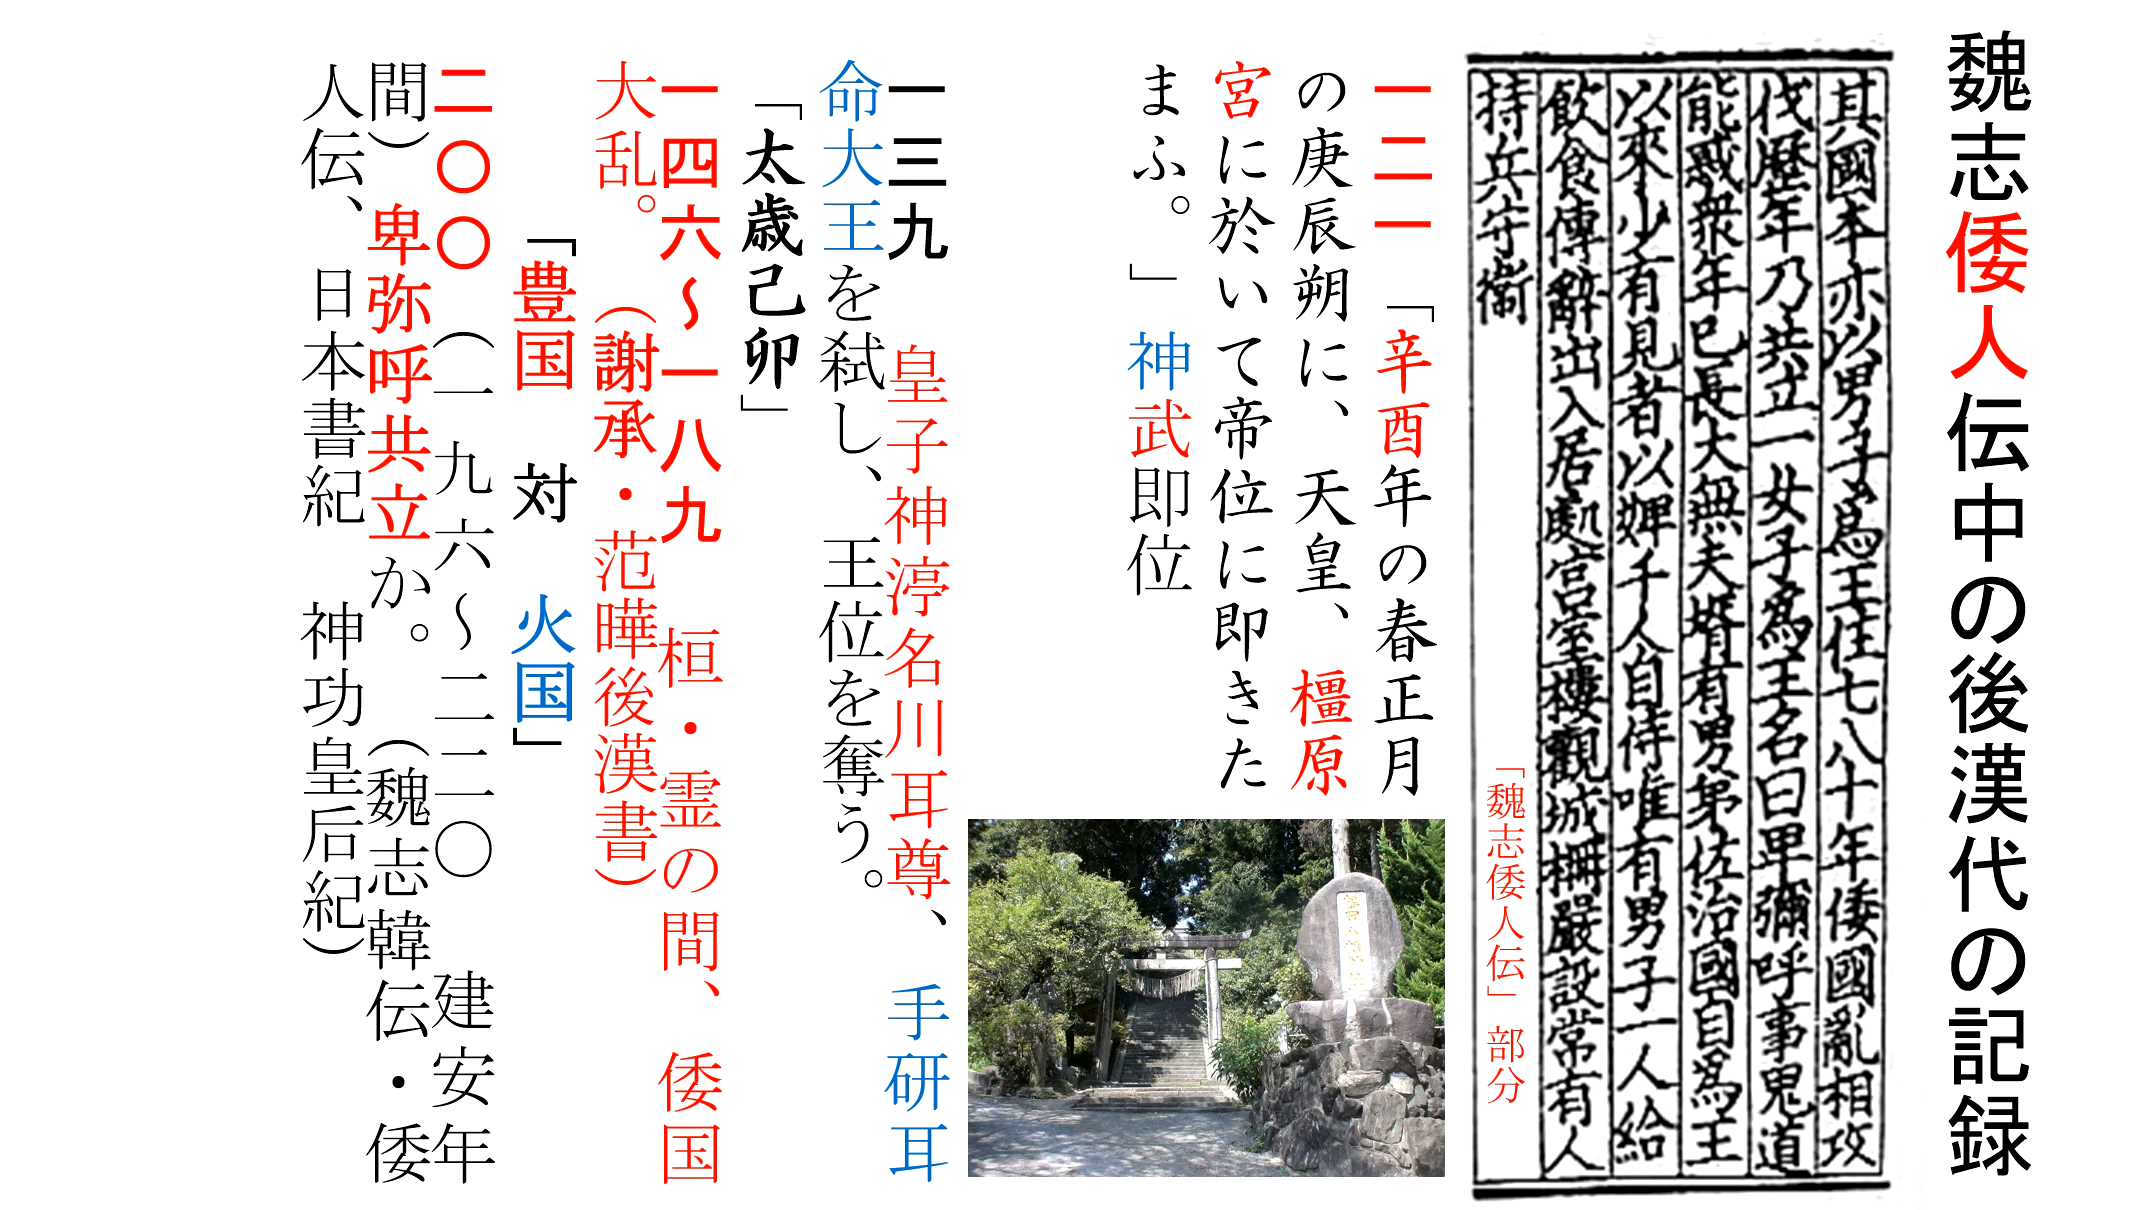 魏志倭人伝中の後漢代の記録
其國本亦以男子爲王住七八十年倭國亂相攻
伐歴年乃共立一女子爲王名曰卑彌呼事鬼道
能惑衆年已長大無夫壻有男弟佐治國自爲王
以來少有見者以婢千人自侍唯有男子一人給
飲食傳辭出入居處宮室樓觀城柵嚴設常有人
持兵守衞
「魏志倭人伝」部分
一二一 「辛酉年の春正月
の庚辰朔に、天皇、橿原
宮に於いて帝位に即きた
まふ。」 神武即位
一三九 皇子神渟名川耳尊、手研耳
命大王を弑し、王位を奪う。
「太歳己卯」
一四六～一八九 桓・霊の間、倭国
大乱。 (謝承・范曄後漢書)
「豊国 対 火国」
二〇〇 (一九六～二二〇 建安年
間) 卑弥呼共立か。 (魏志韓伝・倭
人伝、日本書紀 神功皇后紀)